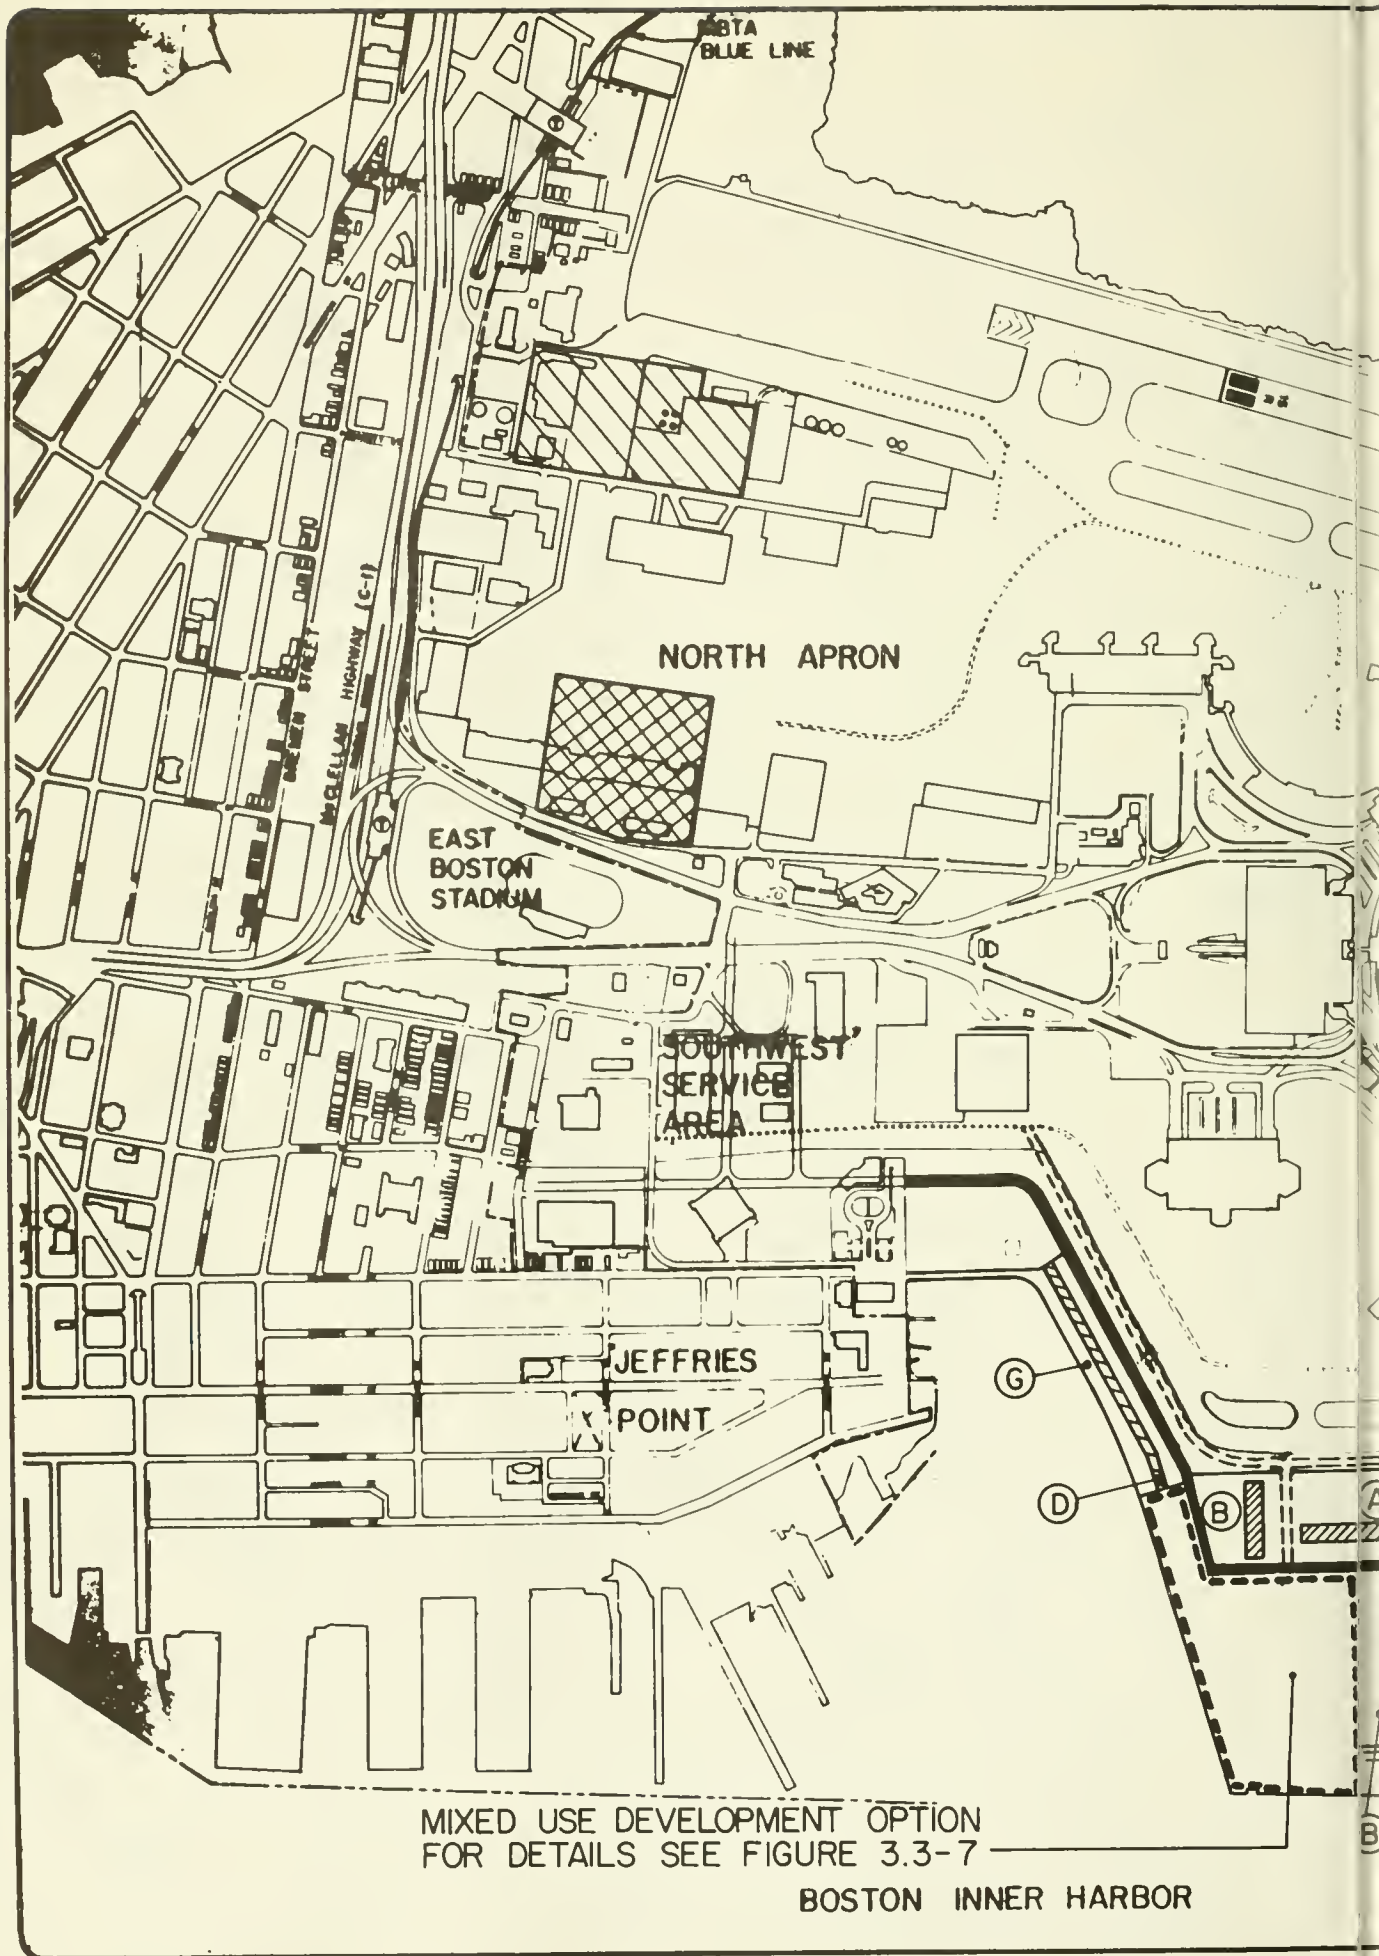 MBTA
BLUE LINE
NORTH APRON
BREMEN STREET
McCLELLAN HIGHWAY (C-1)
EAST
BOSTON
STADIUM
SOUTHWEST
SERVICE
AREA
JEFFRIES
POINT
G
D
B
A
MIXED USE DEVELOPMENT OPTION
FOR DETAILS SEE FIGURE 3.3-7
B
BOSTON INNER HARBOR